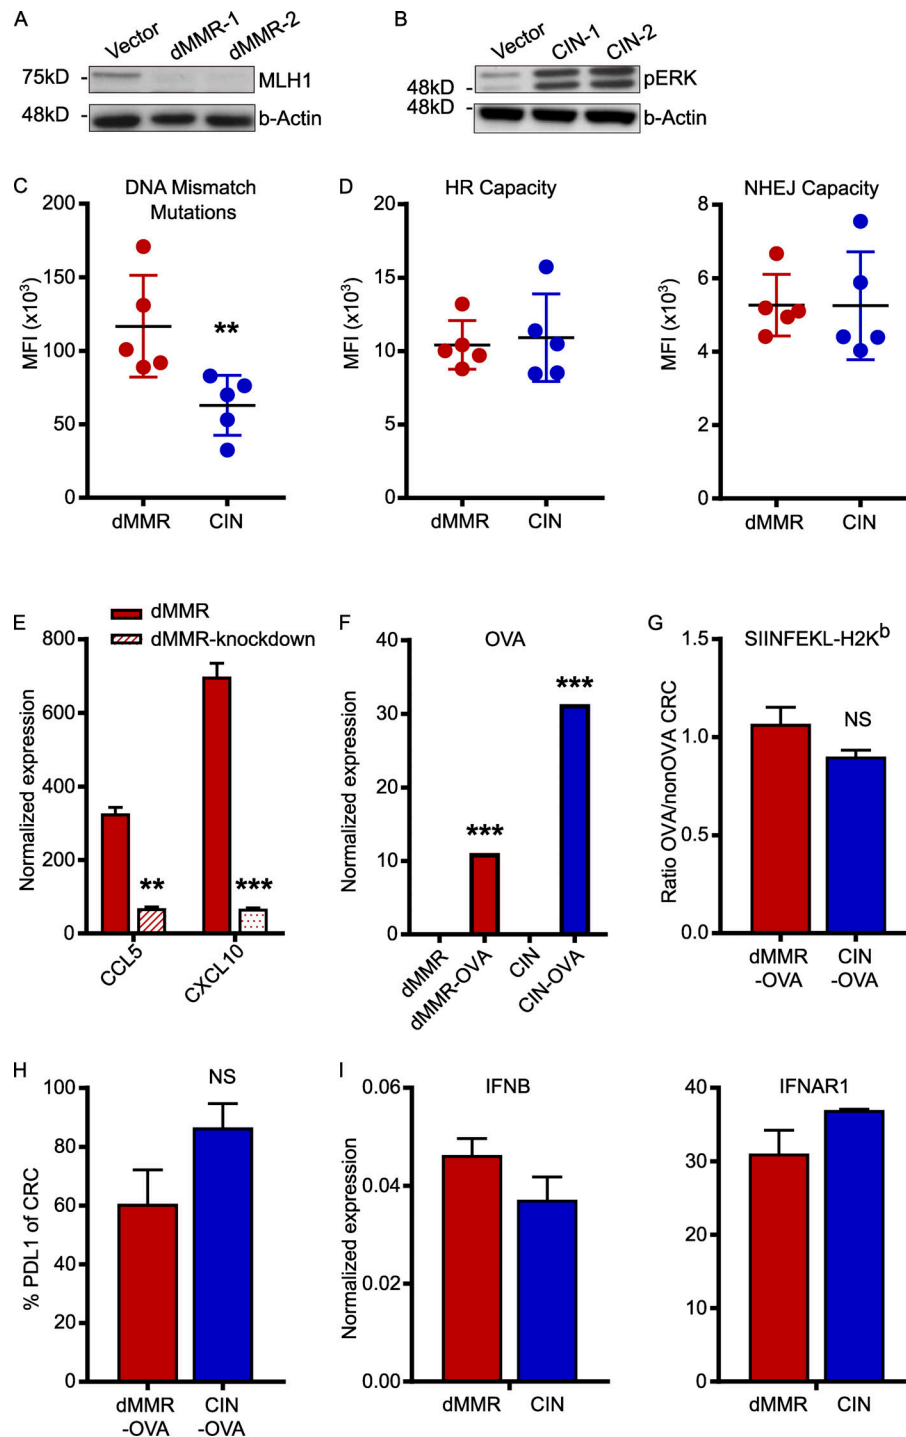 A
Vector
dMMR-1
dMMR-2
75kD
MLH1
48kD
b-Actin
B
Vector
CIN-1
CIN-2
48kD
pERK
48kD
b-Actin
C
DNA Mismatch
Mutations
MFI (x10³)
200
150
100
50
0
**
dMMR
CIN
D
HR Capacity
MFI (x10³)
20
15
10
5
0
dMMR
CIN
NHEJ Capacity
MFI (x10³)
8
6
4
2
0
dMMR
CIN
E
dMMR
dMMR-knockdown
Normalized expression
800
600
400
200
0
**
***
CCL5
CXCL10
F
OVA
Normalized expression
40
30
20
10
0
***
***
dMMR
dMMR-OVA
CIN
CIN-OVA
G
SIINFEKL-H2Kᵇ
Ratio OVA/nonOVA CRC
1.5
1.0
0.5
0.0
NS
dMMR
-OVA
CIN
-OVA
H
NS
% PDL1 of CRC
100
80
60
40
20
0
dMMR
-OVA
CIN
-OVA
I
IFNB
Normalized expression
0.06
0.04
0.02
0.00
dMMR
CIN
IFNAR1
40
30
20
10
0
dMMR
CIN